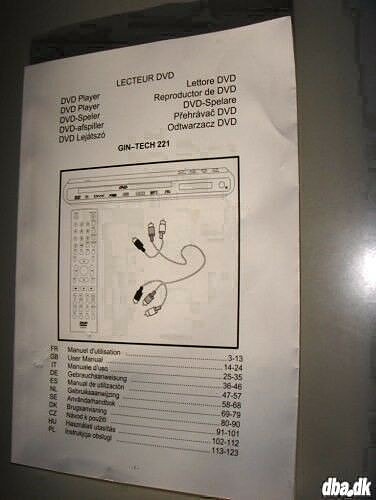 LECTEUR DVD
DVD Player
DVD Player
DVD-Speler
DVD-afspiller
DVD Lejátszó
Lettore DVD
Reproductor de DVD
DVD-Spelare
Přehrávač DVD
Odtwarzacz DVD
GIN-TECH 221
DVD
FR Manuel d'utilisation 3-13
GB User Manual 14-24
IT Manuale d'uso 25-35
DE Gebrauchsanweisung 36-46
ES Manual de utilización 47-57
NL Gebruiksaanwijzing 58-68
SE Användarhandbok 69-79
DK Brugsanvisning 80-90
CZ Návod k použití 91-101
HU Használati utasítás 102-112
PL Instrukcja obsługi 113-123
dba.dk